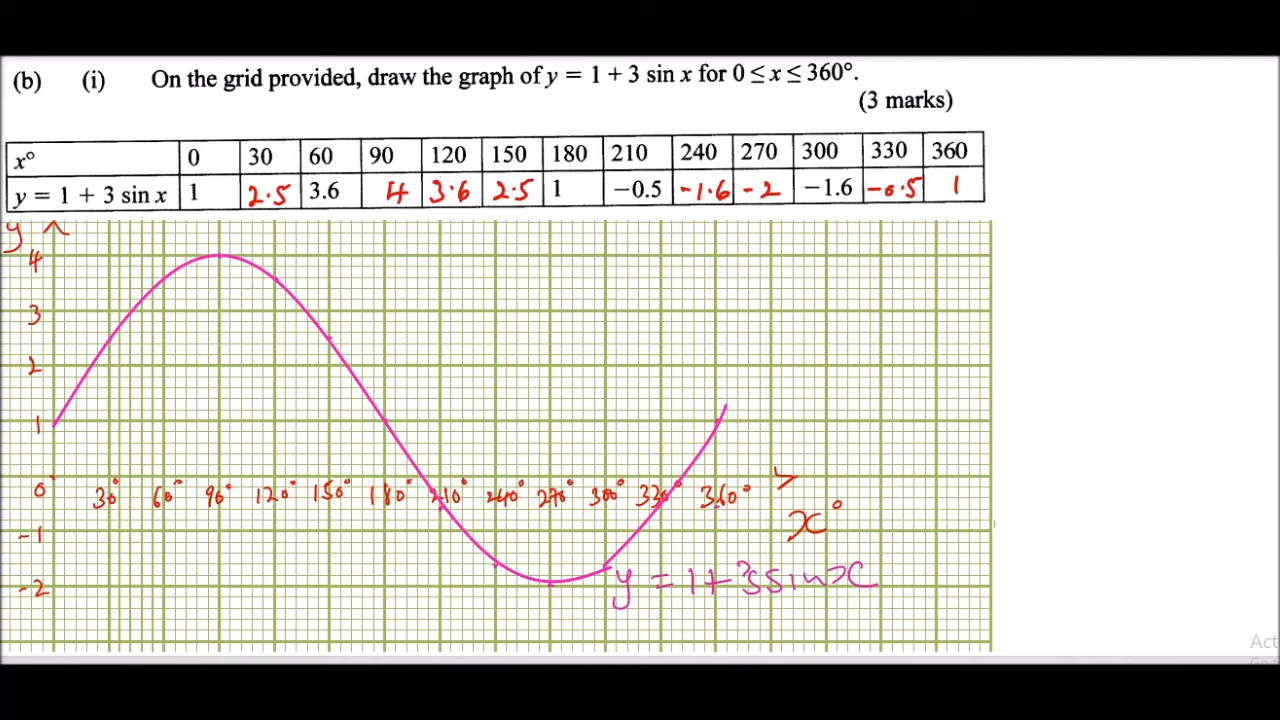 (b) (i) On the grid provided, draw the graph of y = 1 + 3 sin x for 0 ≤ x ≤ 360°.
(3 marks)
x° 0 30 60 90 120 150 180 210 240 270 300 330 360
y = 1 + 3 sin x 1 2·5 3.6 4 3·6 2·5 1 −0.5 -1·6 -2 −1.6 -0·5 1
y
4
3
2
1
0 30° 60° 90° 120° 150° 180° 210° 240° 270° 300° 330° 360°
x°
-1
-2
y = 1+3sinx
Act